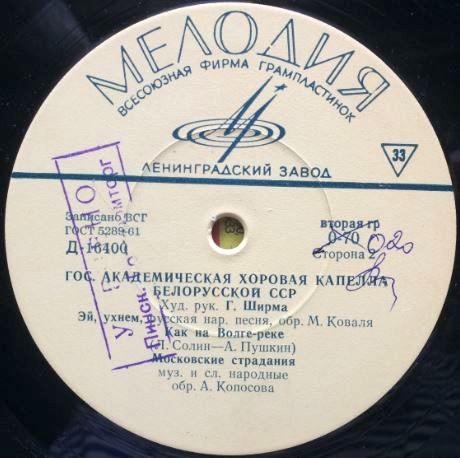 МЕЛОДИЯ
ВСЕСОЮЗНАЯ ФИРМА ГРАМПЛАСТИНОК
ЛЕНИНГРАДСКИЙ ЗАВОД
33
Записано ВСГ
ГОСТ 5289-61
Д-16400
вторая гр
0-70 020
Сторона 2
ГОС. АКАДЕМИЧЕСКАЯ ХОРОВАЯ КАПЕЛЛА
БЕЛОРУССКОЙ ССР
Худ. рук. Г. Ширма
Эй, ухнем, русская нар. песня, обр. М. Коваля
Как на Волге-реке
(Л. Солин—А. Пушкин)
Московские страдания
муз. и сл. народные
обр. А. Копосова